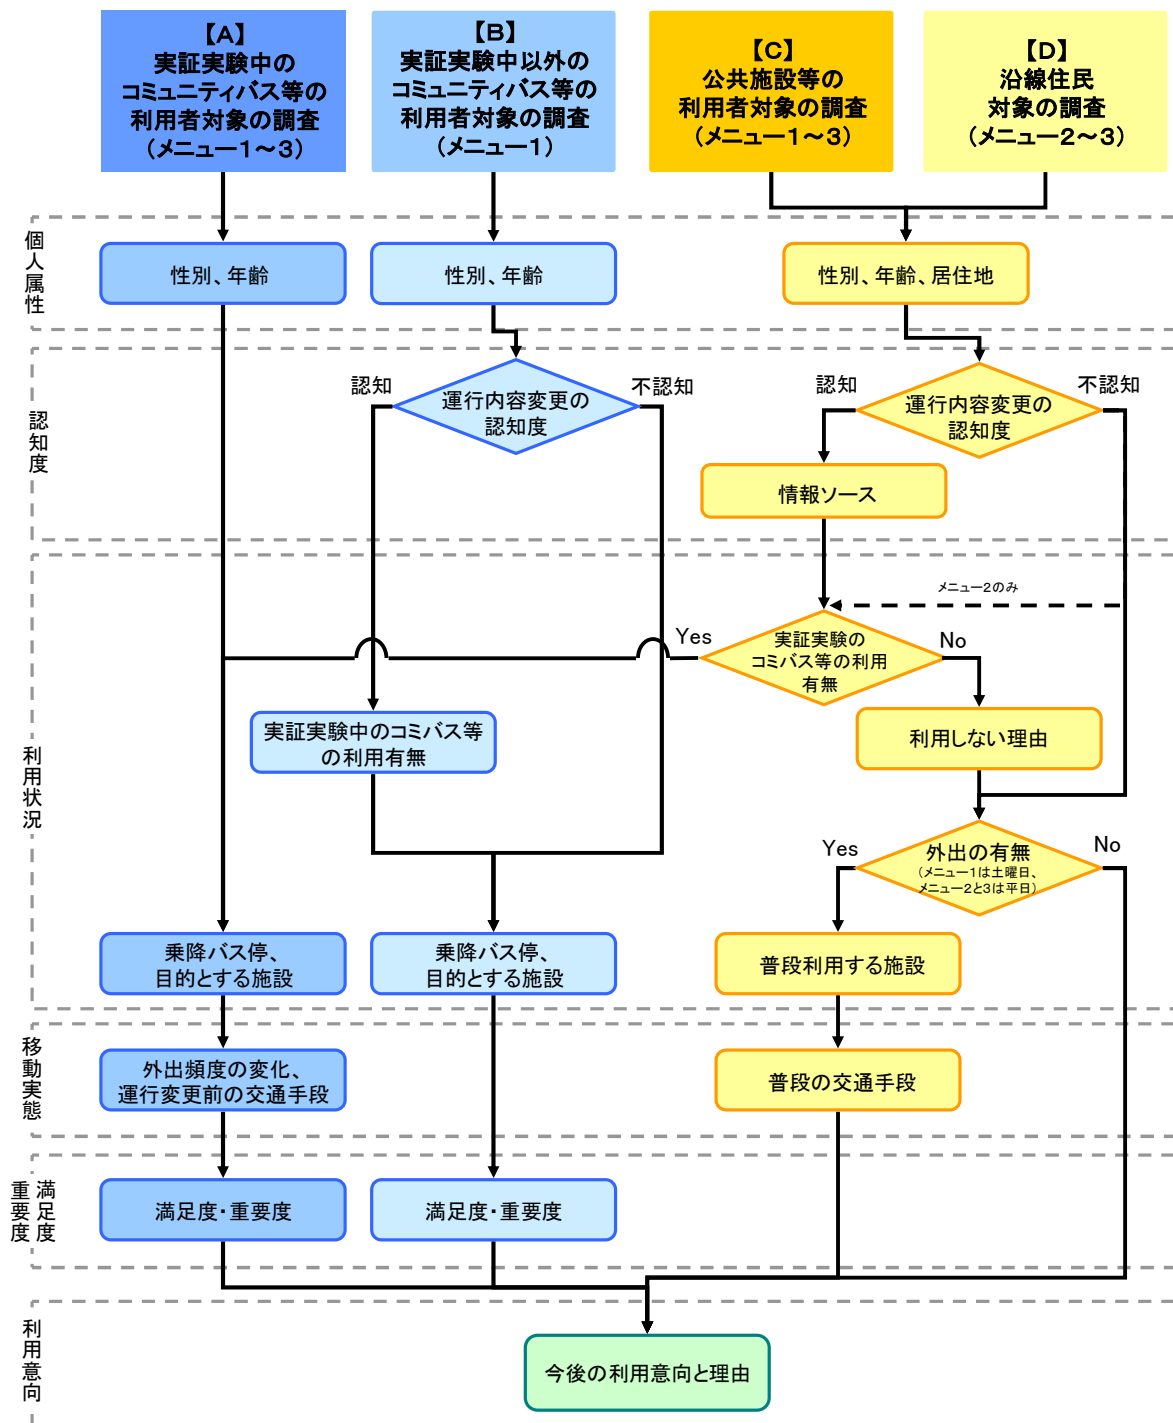 【A】
実証実験中の
コミュニティバス等の
利用者対象の調査
（メニュー１～３）
【B】
実証実験中以外の
コミュニティバス等の
利用者対象の調査
（メニュー１）
【C】
公共施設等の
利用者対象の調査
（メニュー１～３）
【D】
沿線住民
対象の調査
（メニュー２～３）
個人属性
性別、年齢
性別、年齢
性別、年齢、居住地
認知度
認知
運行内容変更の
認知度
不認知
認知
運行内容変更の
認知度
不認知
情報ソース
利用状況
メニュー２のみ
Yes
実証実験の
コミバス等の利用
有無
No
実証実験中のコミバス等
の利用有無
利用しない理由
Yes
外出の有無
（メニュー１は土曜日、
メニュー２と３は平日）
No
乗降バス停、
目的とする施設
乗降バス停、
目的とする施設
普段利用する施設
移動実態
外出頻度の変化、
運行変更前の交通手段
普段の交通手段
満足度
重要度
満足度・重要度
満足度・重要度
利用意向
今後の利用意向と理由